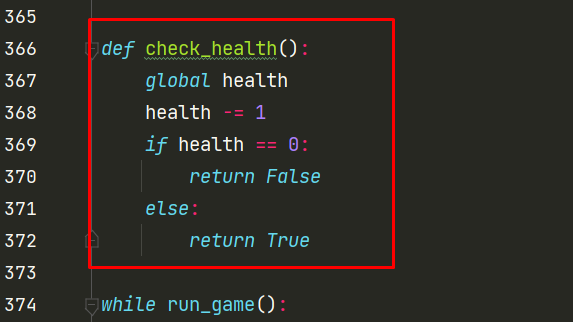 365
366 def check_health():
367 global health
368 health -= 1
369 if health == 0:
370 return False
371 else:
372 return True
373
374 while run_game():